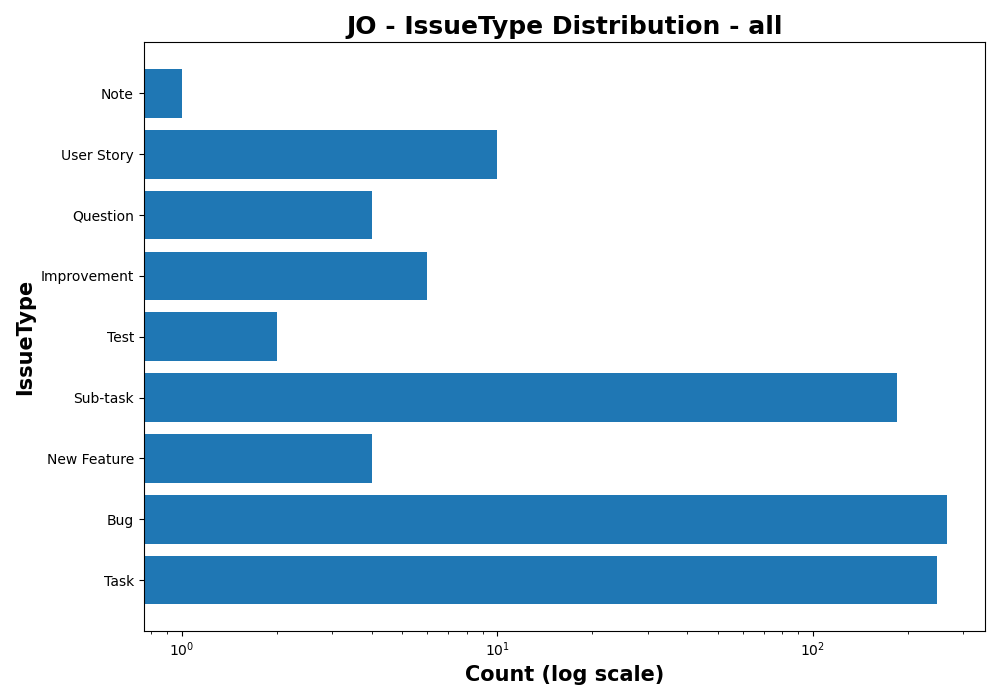 JO - IssueType Distribution - all
Note
User Story
Question
Improvement
Test
Sub-task
New Feature
Bug
Task
IssueType
10⁰ 10¹ 10²
Count (log scale)